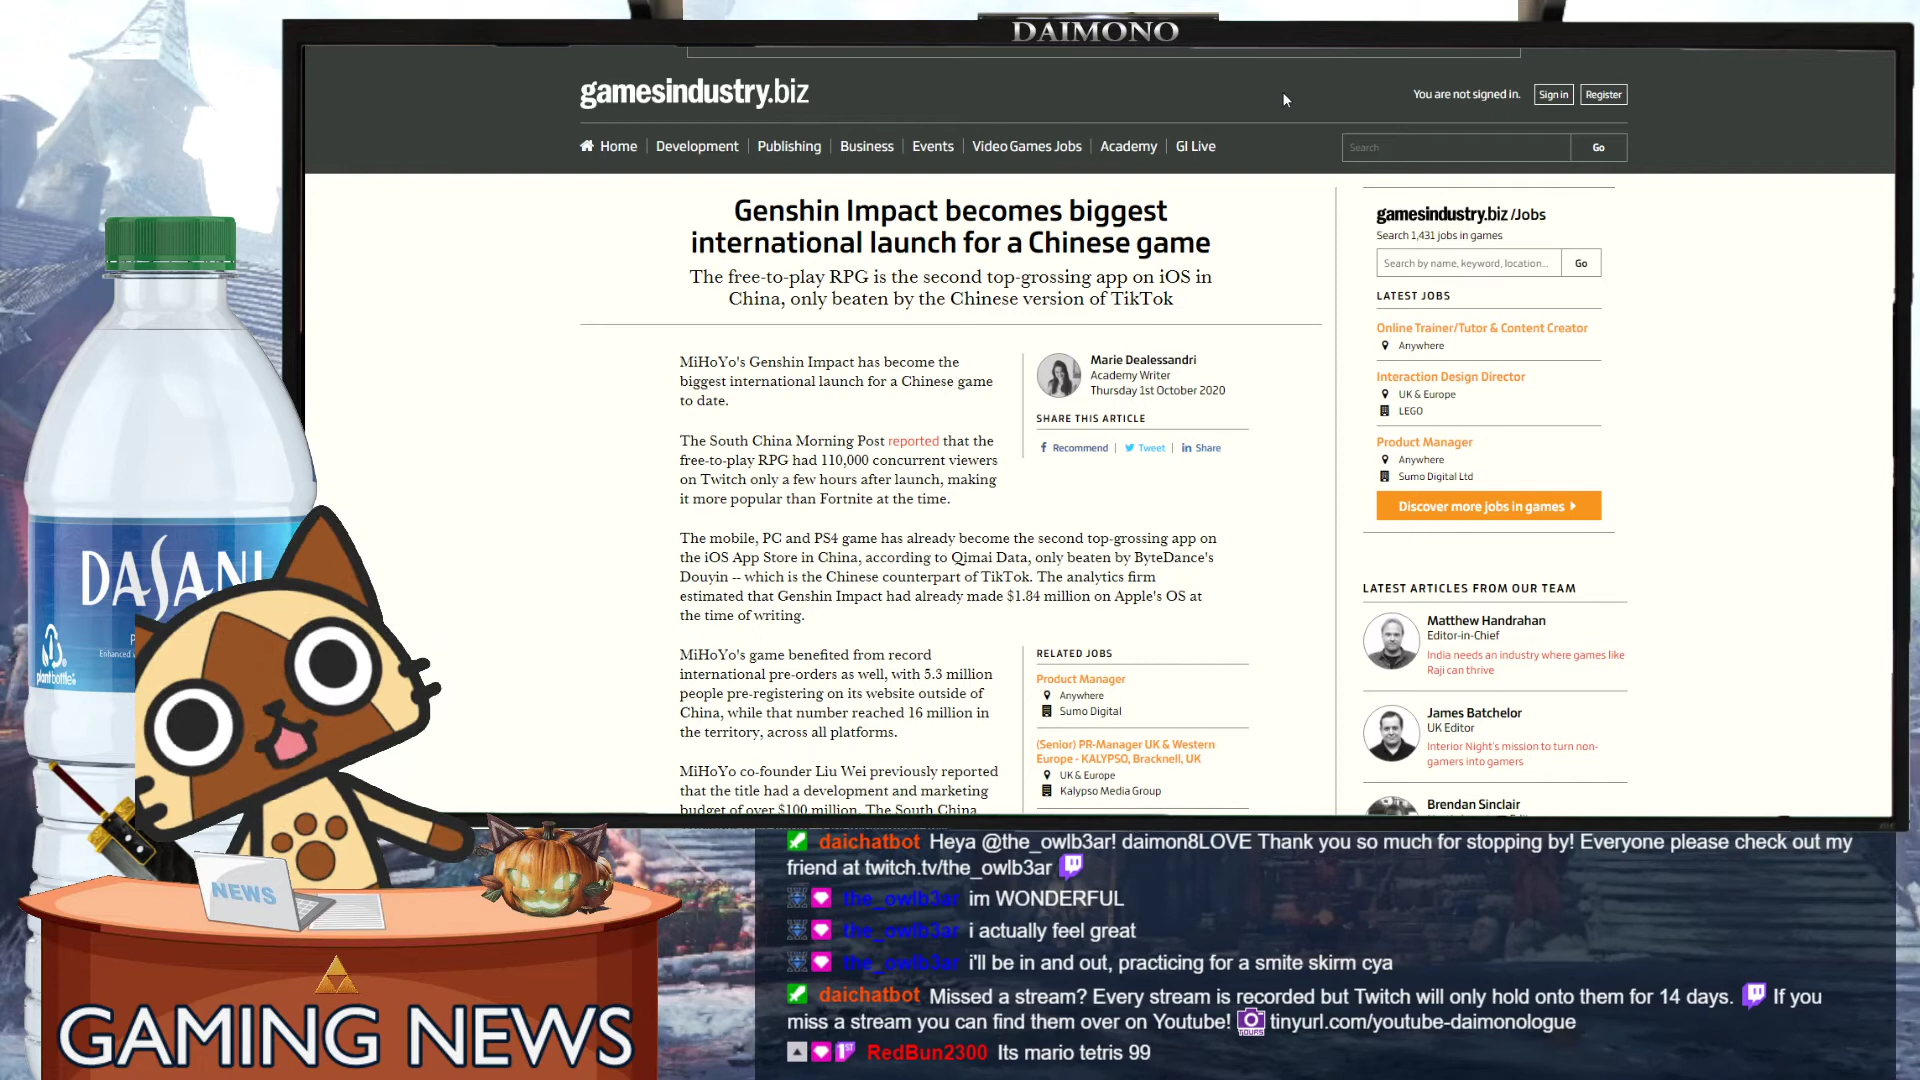 DAIMONO
gamesindustry.biz
You are not signed in. Sign in Register
Home Development Publishing Business Events Video Games Jobs Academy GI Live
Search Go
Genshin Impact becomes biggest
international launch for a Chinese game
The free-to-play RPG is the second top-grossing app on iOS in
China, only beaten by the Chinese version of TikTok
MiHoYo's Genshin Impact has become the
biggest international launch for a Chinese game
to date.
The South China Morning Post reported that the
free-to-play RPG had 110,000 concurrent viewers
on Twitch only a few hours after launch, making
it more popular than Fortnite at the time.
Marie Dealessandri
Academy Writer
Thursday 1st October 2020
SHARE THIS ARTICLE
Recommend Tweet Share
The mobile, PC and PS4 game has already become the second top-grossing app on
the iOS App Store in China, according to Qimai Data, only beaten by ByteDance's
Douyin -- which is the Chinese counterpart of TikTok. The analytics firm
estimated that Genshin Impact had already made $1.84 million on Apple's OS at
the time of writing.
MiHoYo's game benefited from record
international pre-orders as well, with 5.3 million
people pre-registering on its website outside of
China, while that number reached 16 million in
the territory, across all platforms.
MiHoYo co-founder Liu Wei previously reported
that the title had a development and marketing
budget of over $100 million. The South China
RELATED JOBS
Product Manager
Anywhere
Sumo Digital
(Senior) PR-Manager UK & Western
Europe - KALYPSO, Bracknell, UK
UK & Europe
Kalypso Media Group
gamesindustry.biz /Jobs
Search 1,431 jobs in games
Search by name, keyword, location... Go
LATEST JOBS
Online Trainer/Tutor & Content Creator
Anywhere
Interaction Design Director
UK & Europe
LEGO
Product Manager
Anywhere
Sumo Digital Ltd
Discover more jobs in games
LATEST ARTICLES FROM OUR TEAM
Matthew Handrahan
Editor-in-Chief
India needs an industry where games like
Raji can thrive
James Batchelor
UK Editor
Interior Night's mission to turn non-
gamers into gamers
Brendan Sinclair
DASANI
plantbottle
NEWS
GAMING NEWS
daichatbot Heya @the_owlb3ar! daimon8LOVE Thank you so much for stopping by! Everyone please check out my
friend at twitch.tv/the_owlb3ar
the_owlb3ar im WONDERFUL
the_owlb3ar i actually feel great
the_owlb3ar i'll be in and out, practicing for a smite skirm cya
daichatbot Missed a stream? Every stream is recorded but Twitch will only hold onto them for 14 days. If you
miss a stream you can find them over on Youtube! tinyurl.com/youtube-daimonologue
1ST RedBun2300 Its mario tetris 99